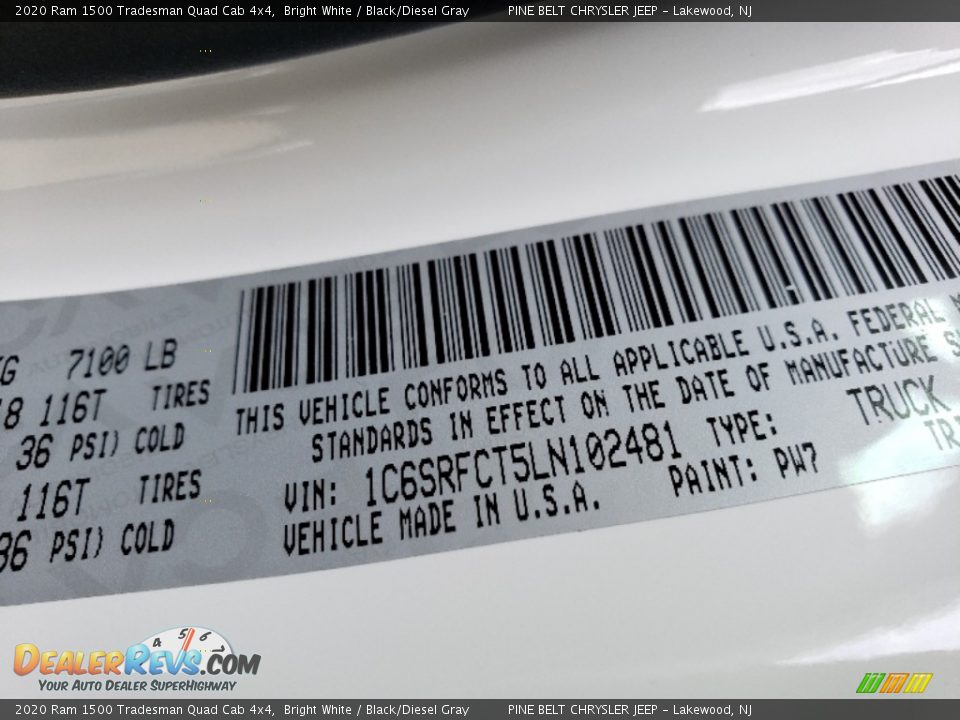 2020 Ram 1500 Tradesman Quad Cab 4x4, Bright White / Black/Diesel Gray PINE BELT CHRYSLER JEEP - Lakewood, NJ
7100 LB
116T TIRES
36 PSI) COLD
116T TIRES
36 PSI) COLD
THIS VEHICLE CONFORMS TO ALL APPLICABLE U.S.A. FEDERAL
STANDARDS IN EFFECT ON THE DATE OF MANUFACTURE
VIN: 1C6SRFCT5LN102481 TYPE: TRUCK
VEHICLE MADE IN U.S.A. PAINT: PW7
4 5 6
DEALERREVS.COM
YOUR AUTO DEALER SUPERHIGHWAY
2020 Ram 1500 Tradesman Quad Cab 4x4, Bright White / Black/Diesel Gray PINE BELT CHRYSLER JEEP - Lakewood, NJ